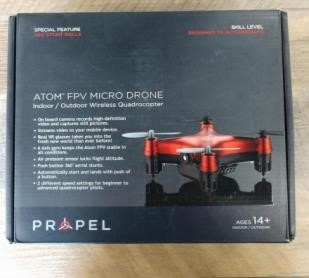 SPECIAL FEATURE
360° STUNT ROLLS
SKILL LEVEL
BEGINNER TO INTERMEDIATE
ATOM™ FPV MICRO DRONE
Indoor / Outdoor Wireless Quadrocopter
• On board camera records high-definition
video and captures still pictures.
• Streams video to your mobile device.
• Real VR glasses takes you into the
fresh new world than ever before!
• 6 Axis gyro keeps the Atom FPV stable in
all conditions.
• Air pressure sensor locks flight altitude.
• Push button 360° aerial stunts.
• Automatically start and lands with push of
a button.
• 2 different speed settings for beginner to
advanced quadrocopter pilots.
PROPEL
AGES 14+
INDOOR / OUTDOOR